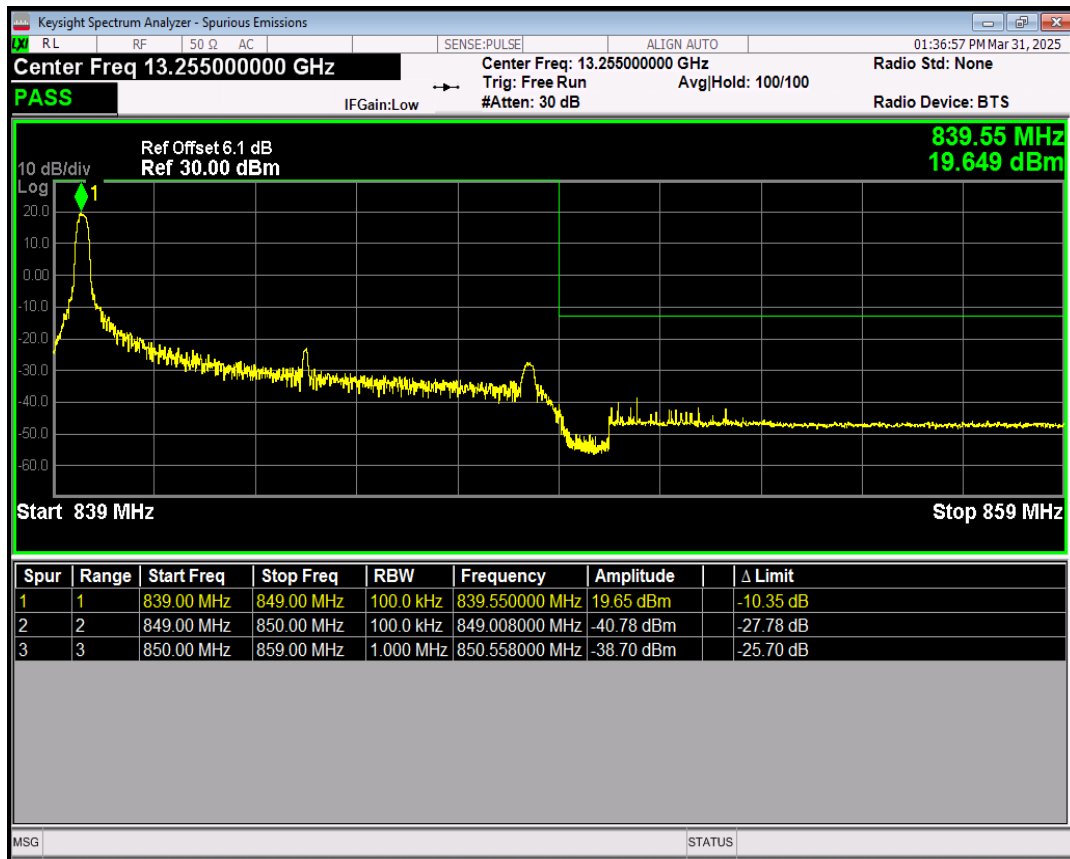 Keysight Spectrum Analyzer - Spurious Emissions
LXI RL RF 50 Ω AC SENSE:PULSE ALIGN AUTO 01:36:57 PM Mar 31, 2025
Center Freq 13.255000000 GHz Center Freq: 13.255000000 GHz Radio Std: None
Trig: Free Run Avg|Hold: 100/100
PASS IFGain:Low #Atten: 30 dB Radio Device: BTS
839.55 MHz
Ref Offset 6.1 dB
10 dB/div Ref 30.00 dBm 19.649 dBm
Log
1
20.0
10.0
0.00
-10.0
-20.0
-30.0
-40.0
-50.0
-60.0
Start 839 MHz Stop 859 MHz
Spur Range Start Freq Stop Freq RBW Frequency Amplitude Δ Limit
1 1 839.00 MHz 849.00 MHz 100.0 kHz 839.550000 MHz 19.65 dBm -10.35 dB
2 2 849.00 MHz 850.00 MHz 100.0 kHz 849.008000 MHz -40.78 dBm -27.78 dB
3 3 850.00 MHz 859.00 MHz 1.000 MHz 850.558000 MHz -38.70 dBm -25.70 dB
MSG STATUS